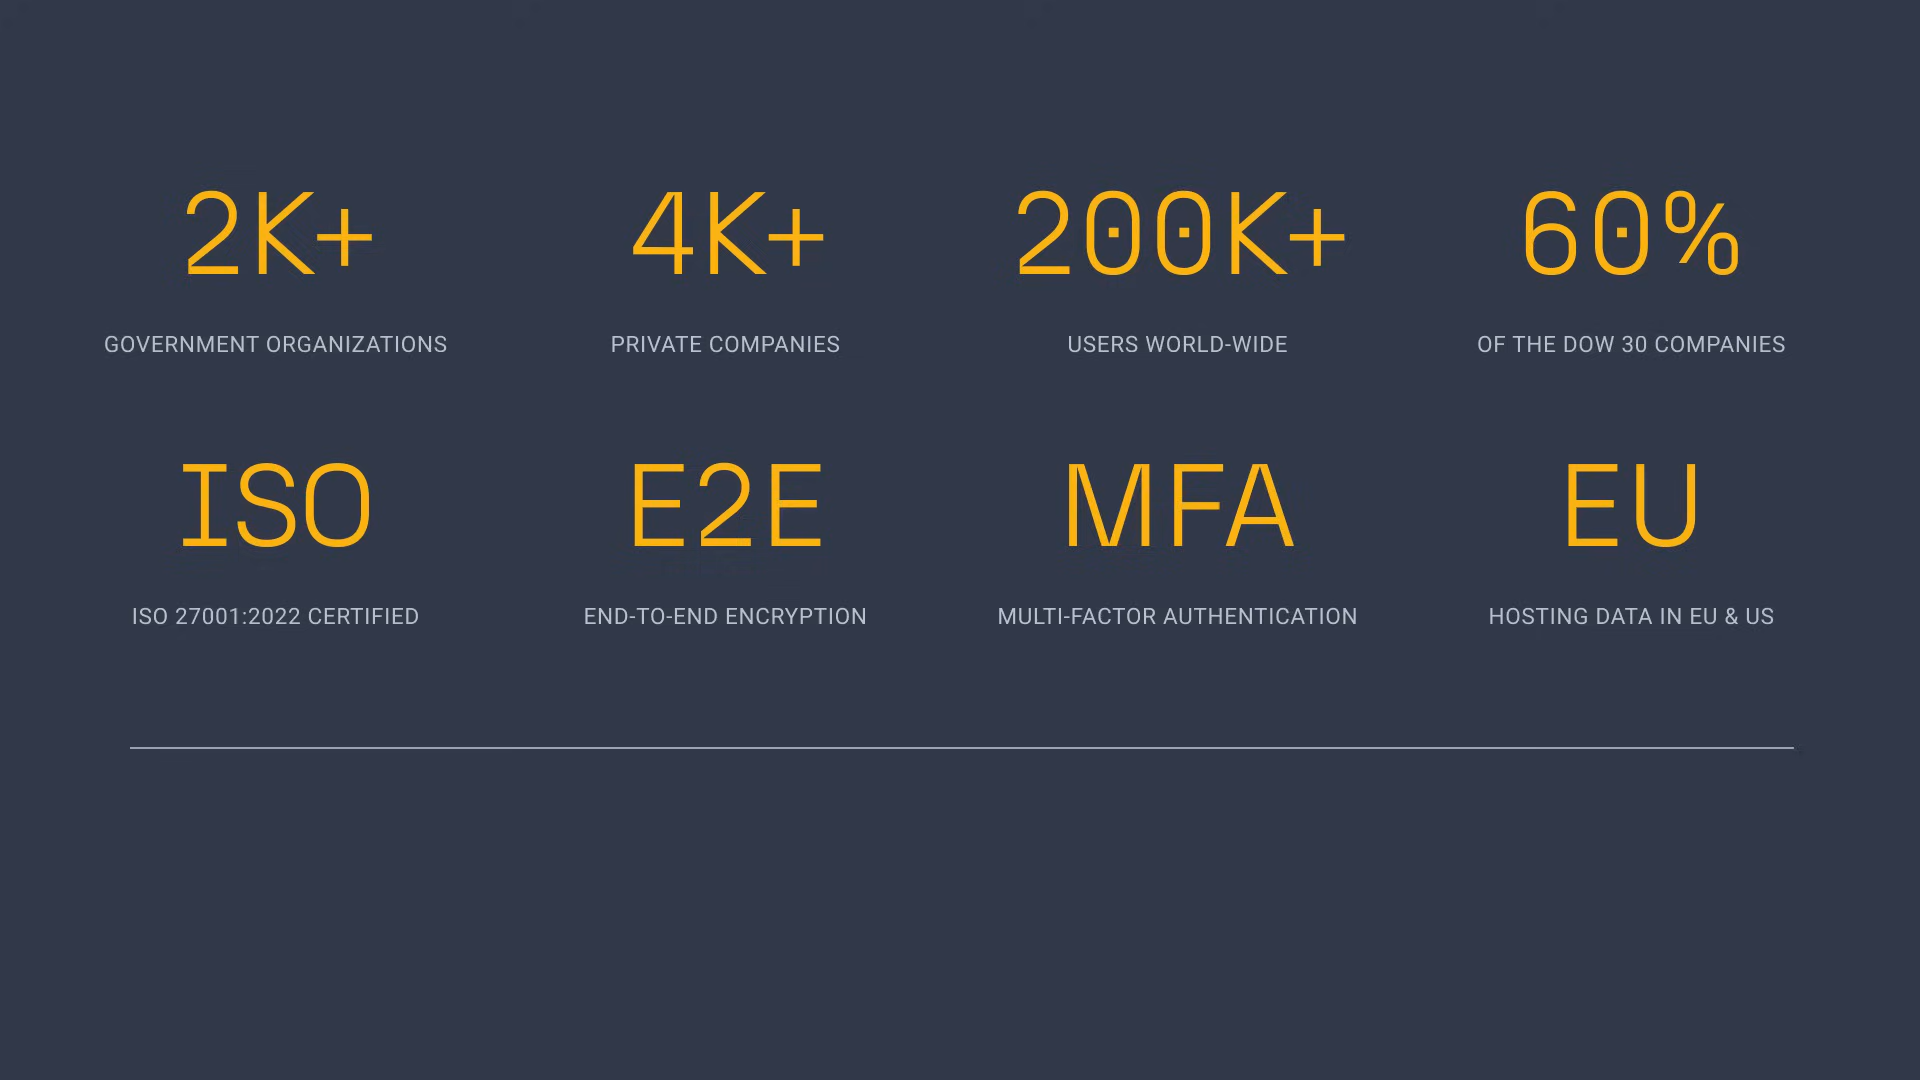 2K+ 4K+ 200K+ 60%
GOVERNMENT ORGANIZATIONS PRIVATE COMPANIES USERS WORLD-WIDE OF THE DOW 30 COMPANIES
ISO E2E MFA EU
ISO 27001:2022 CERTIFIED END-TO-END ENCRYPTION MULTI-FACTOR AUTHENTICATION HOSTING DATA IN EU & US